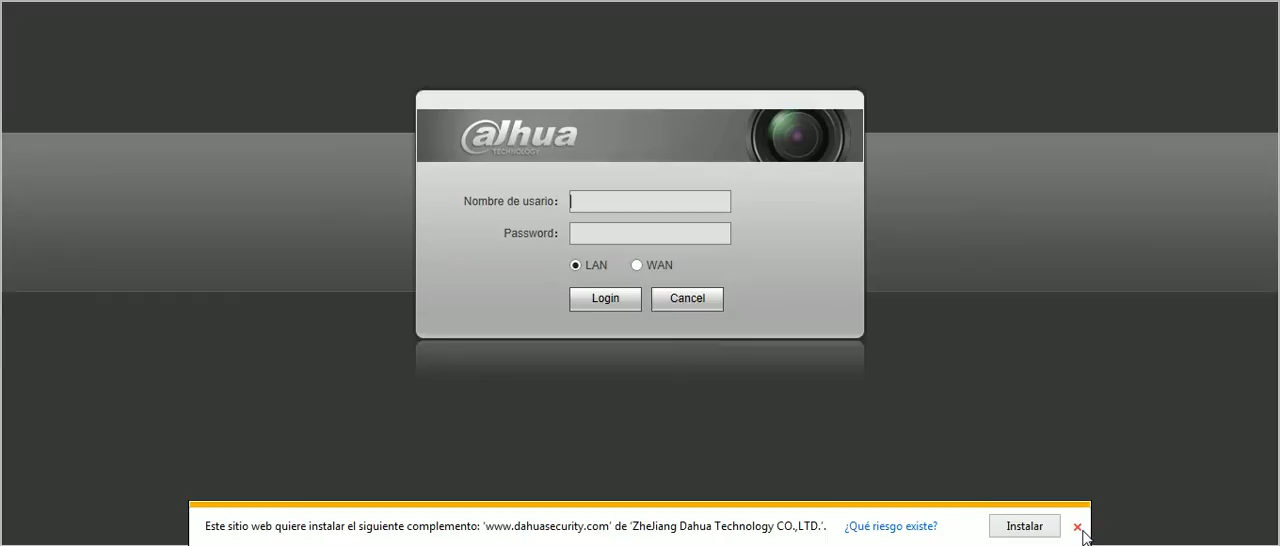 alhua
TECHNOLOGY
Nombre de usario:
Password:
LAN WAN
Login Cancel
Este sitio web quiere instalar el siguiente complemento: 'www.dahuasecurity.com' de 'ZheJiang Dahua Technology CO.,LTD.'. ¿Qué riesgo existe? Instalar